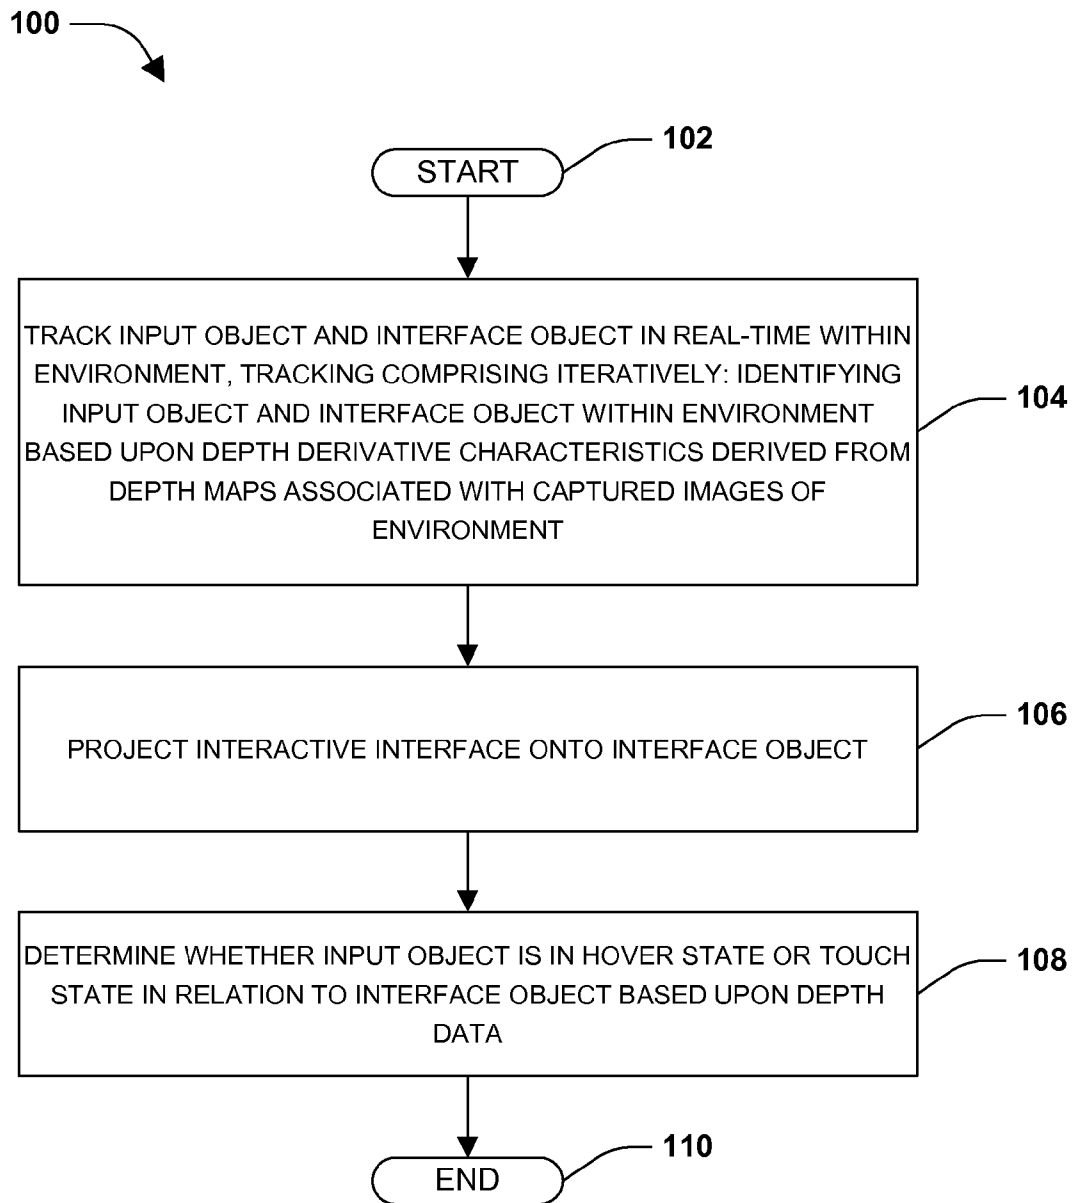 100
102
START
TRACK INPUT OBJECT AND INTERFACE OBJECT IN REAL-TIME WITHIN
ENVIRONMENT, TRACKING COMPRISING ITERATIVELY: IDENTIFYING
INPUT OBJECT AND INTERFACE OBJECT WITHIN ENVIRONMENT
BASED UPON DEPTH DERIVATIVE CHARACTERISTICS DERIVED FROM
DEPTH MAPS ASSOCIATED WITH CAPTURED IMAGES OF
ENVIRONMENT
104
PROJECT INTERACTIVE INTERFACE ONTO INTERFACE OBJECT
106
DETERMINE WHETHER INPUT OBJECT IS IN HOVER STATE OR TOUCH
STATE IN RELATION TO INTERFACE OBJECT BASED UPON DEPTH
DATA
108
110
END